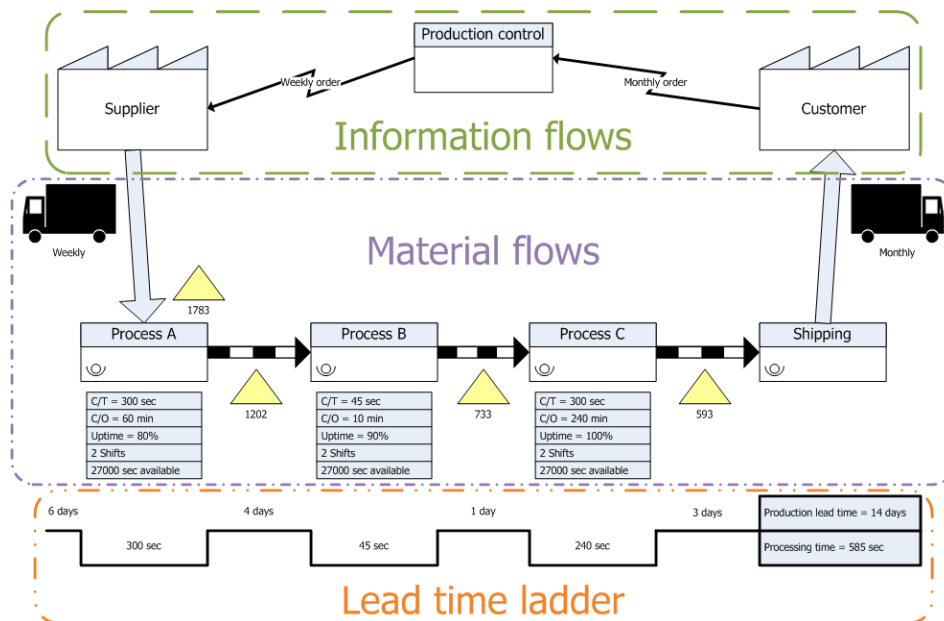 Production control
Weekly order
Monthly order
Supplier
Customer
Information flows
Weekly
Material flows
Monthly
1783
Process A
Process B
Process C
Shipping
1202
733
593
C/T = 300 sec
C/O = 60 min
Uptime = 80%
2 Shifts
27000 sec available
C/T = 45 sec
C/O = 10 min
Uptime = 90%
2 Shifts
27000 sec available
C/T = 300 sec
C/O = 240 min
Uptime = 100%
2 Shifts
27000 sec available
6 days
4 days
1 day
3 days
Production lead time = 14 days
300 sec
45 sec
240 sec
Processing time = 585 sec
Lead time ladder